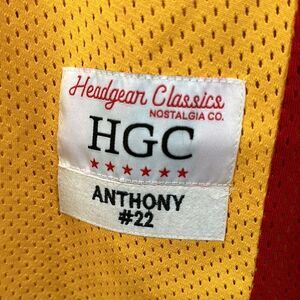 Headgear Classics
NOSTALGIA CO.
HGC
ANTHONY
#22